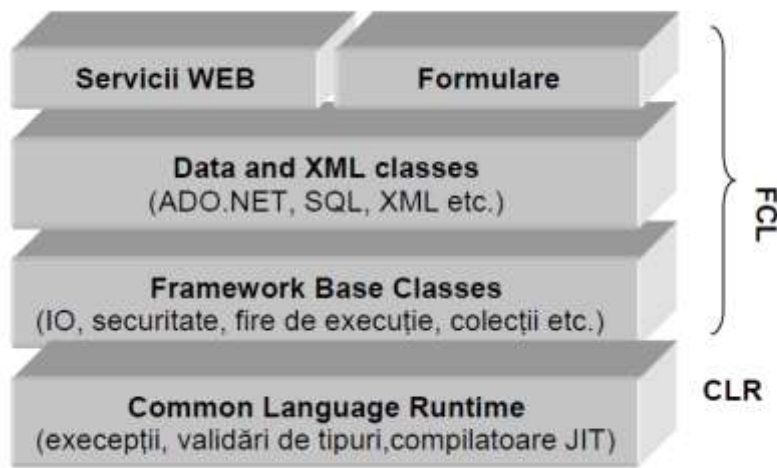 Servicii WEB
Formulare
Data and XML classes
(ADO.NET, SQL, XML etc.)
Framework Base Classes
(IO, securitate, fire de execuție, colecții etc.)
Common Language Runtime
(execepții, validări de tipuri,compilatoare JIT)
FCL
CLR